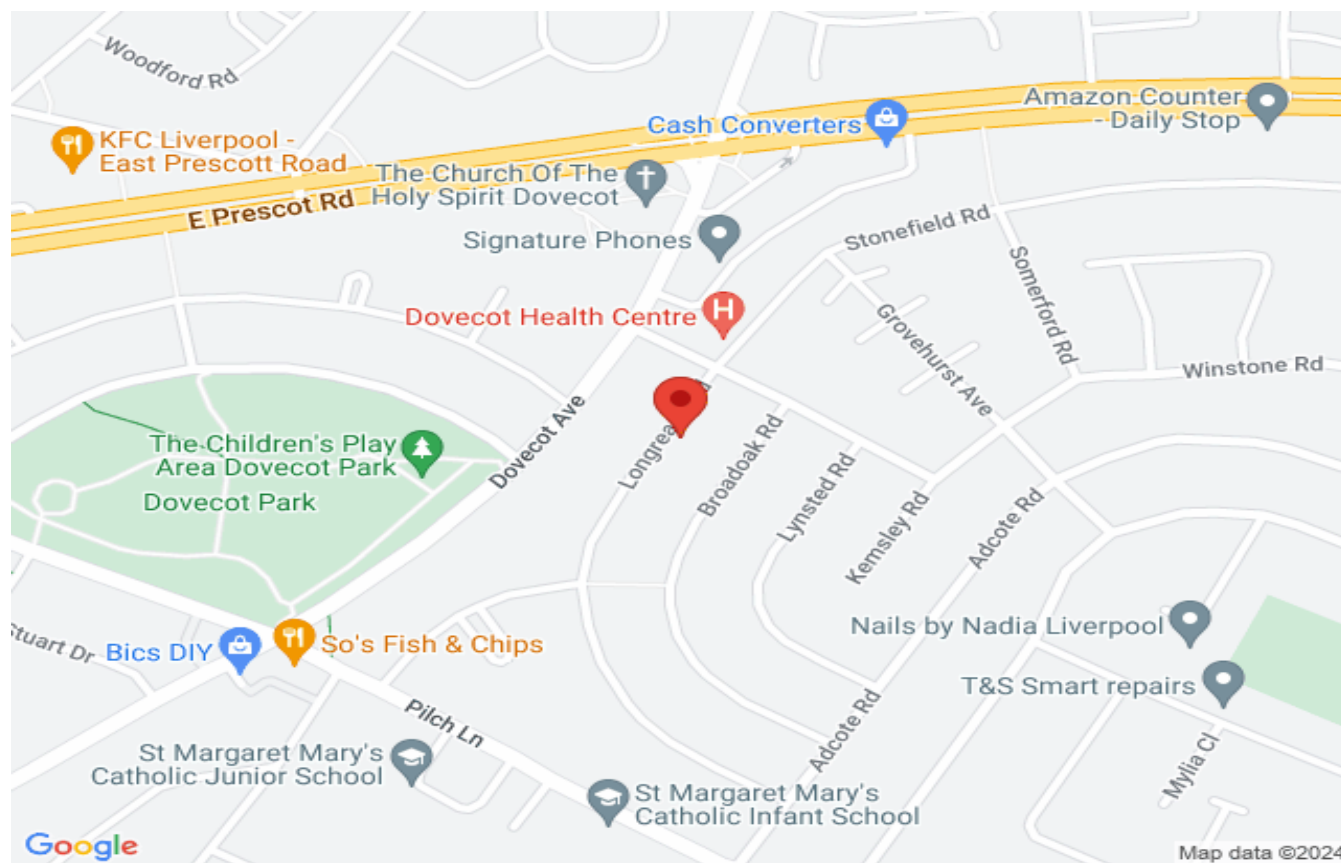 Woodford Rd
KFC Liverpool -
East Prescott Road
E Prescot Rd
Cash Converters
Amazon Counter
- Daily Stop
The Church Of The
Holy Spirit Dovecot
Signature Phones
Stonefield Rd
Somerford Rd
Dovecot Health Centre
Grovehurst Ave
Winstone Rd
Dovecot Ave
The Children's Play
Area Dovecot Park
Dovecot Park
Broadoak Rd
Lynsted Rd
Kemsley Rd
Adcote Rd
Stuart Dr
Bics DIY
So's Fish & Chips
Nails by Nadia Liverpool
T&S Smart repairs
Pilch Ln
Adcote Rd
Mylia Cl
St Margaret Mary's
Catholic Junior School
St Margaret Mary's
Catholic Infant School
Google
Map data ©2024